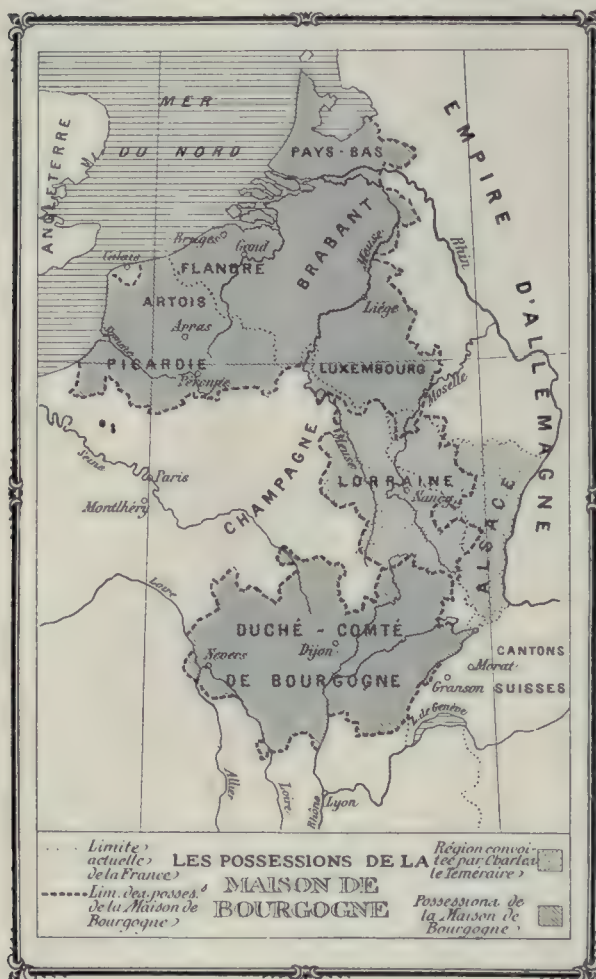 MER
DU NORD
ANGLETERRE
EMPIRE D'ALLEMAGNE
PAYS-BAS
BRABANT
Bruges
Gand
Meuse
Rhin
Calais
FLANDRE
ARTOIS
Liége
Arras
Somme
PICARDIE
Péronne
LUXEMBOURG
Moselle
CHAMPAGNE
Meuse
Seine
Paris
LORRAINE
Nancy
Montlhéry
ALSACE
Loire
DUCHÉ - COMTÉ
Dijon
Nevers
DE BOURGOGNE
CANTONS
Morat
Granson
SUISSES
L. de Genève
Allier
Loire
Rhône
Lyon
Limite
actuelle
de la France
Lim. des posses.s
de la Maison de
Bourgogne
LES POSSESSIONS DE LA
MAISON DE
BOURGOGNE
Région convoi-
tée par Charles
le Téméraire
Possessions de
la Maison de
Bourgogne